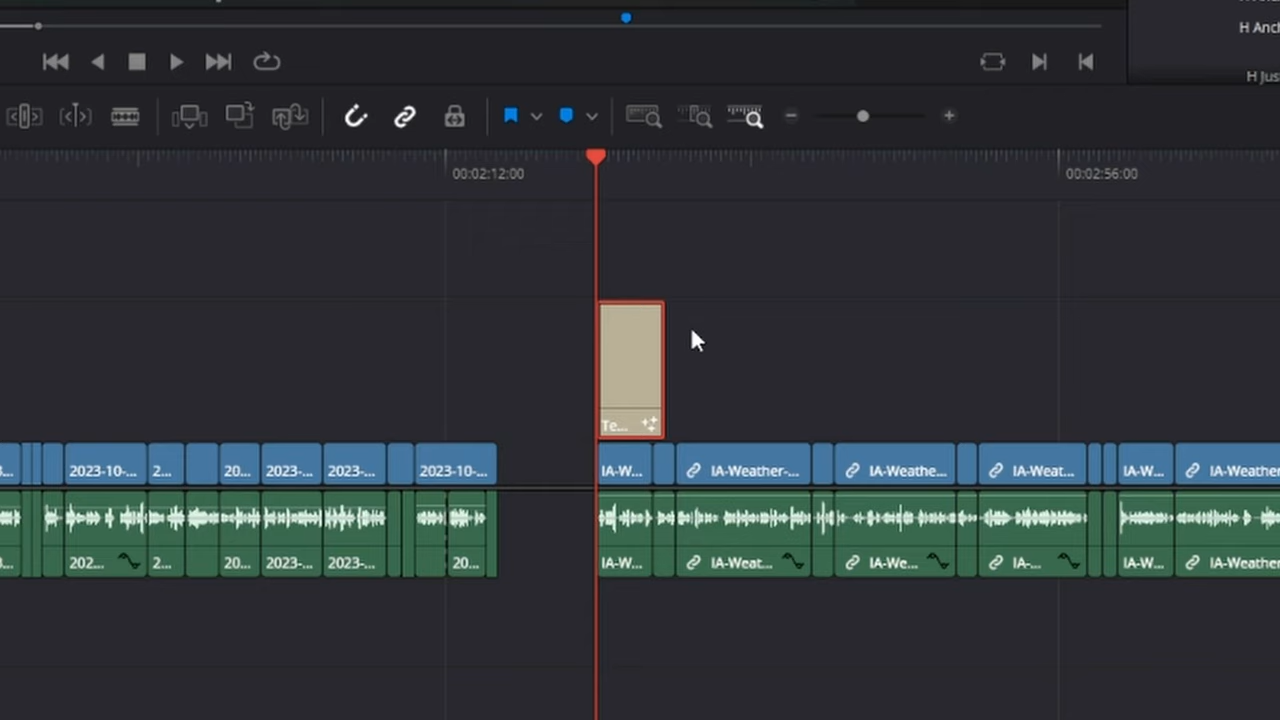 H Anch
H Jus
00:02:12:00
00:02:56:00
Te...
2023-10-...
2...
20...
2023-...
2023-...
2023-10-...
IA-W...
IA-Weather-...
IA-Weathe...
IA-Weat...
IA-W...
IA-Weather
202...
2...
20...
2023-...
2023-...
20...
IA-W...
IA-Weat...
IA-We...
IA-...
IA-W...
IA-Weather